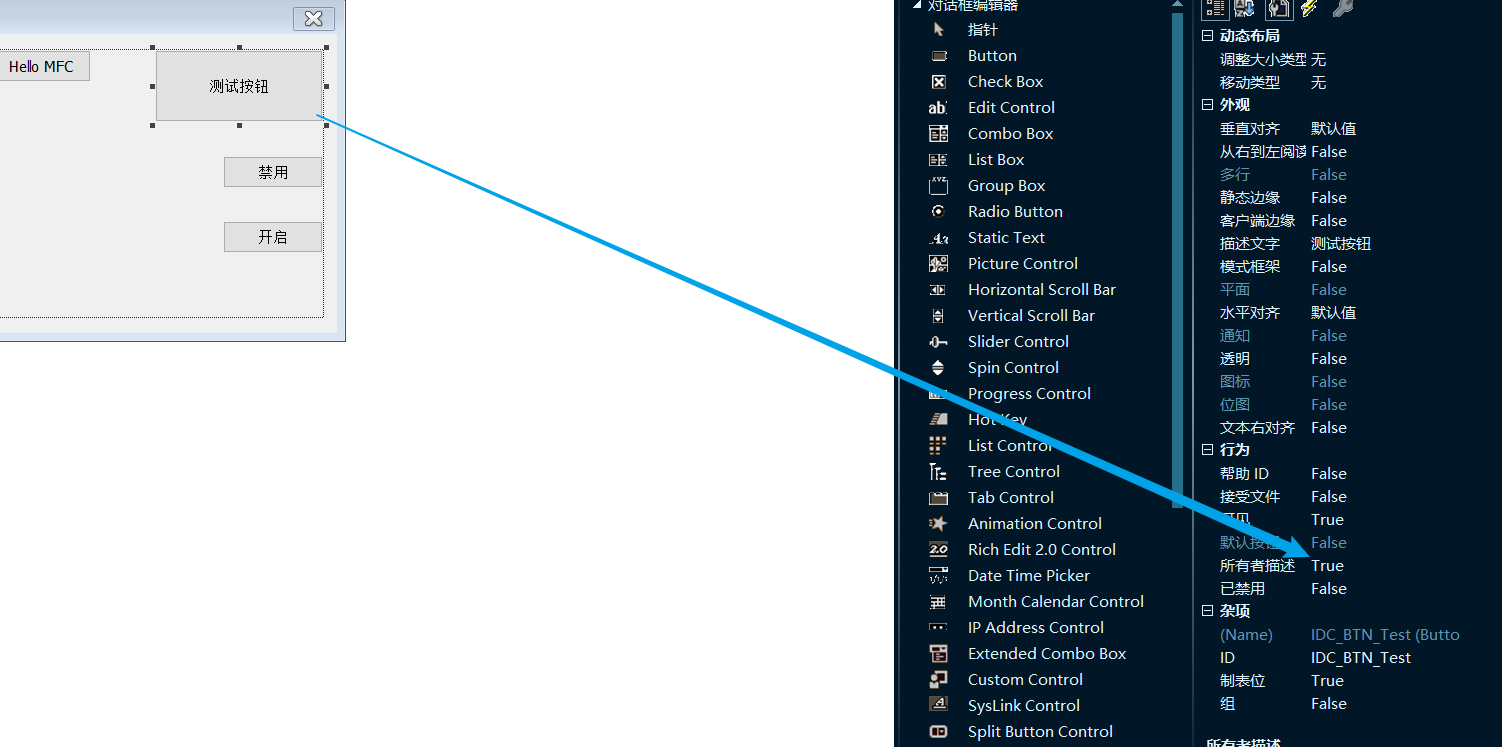 Hello MFC
测试按钮
禁用
开启
对话框编辑器
指针
Button
Check Box
Edit Control
Combo Box
List Box
Group Box
Radio Button
Static Text
Picture Control
Horizontal Scroll Bar
Vertical Scroll Bar
Slider Control
Spin Control
Progress Control
Hot Key
List Control
Tree Control
Tab Control
Animation Control
Rich Edit 2.0 Control
Date Time Picker
Month Calendar Control
IP Address Control
Extended Combo Box
Custom Control
SysLink Control
Split Button Control
动态布局
调整大小类型 无
移动类型 无
外观
垂直对齐 默认值
从右到左阅读 False
多行 False
静态边缘 False
客户端边缘 False
描述文字 测试按钮
模式框架 False
平面 False
水平对齐 默认值
通知 False
透明 False
图标 False
位图 False
文本右对齐 False
行为
帮助 ID False
接受文件 False
可见 True
默认按钮 False
所有者描述 True
已禁用 False
杂项
(Name) IDC_BTN_Test (Butto
ID IDC_BTN_Test
制表位 True
组 False
所有者描述